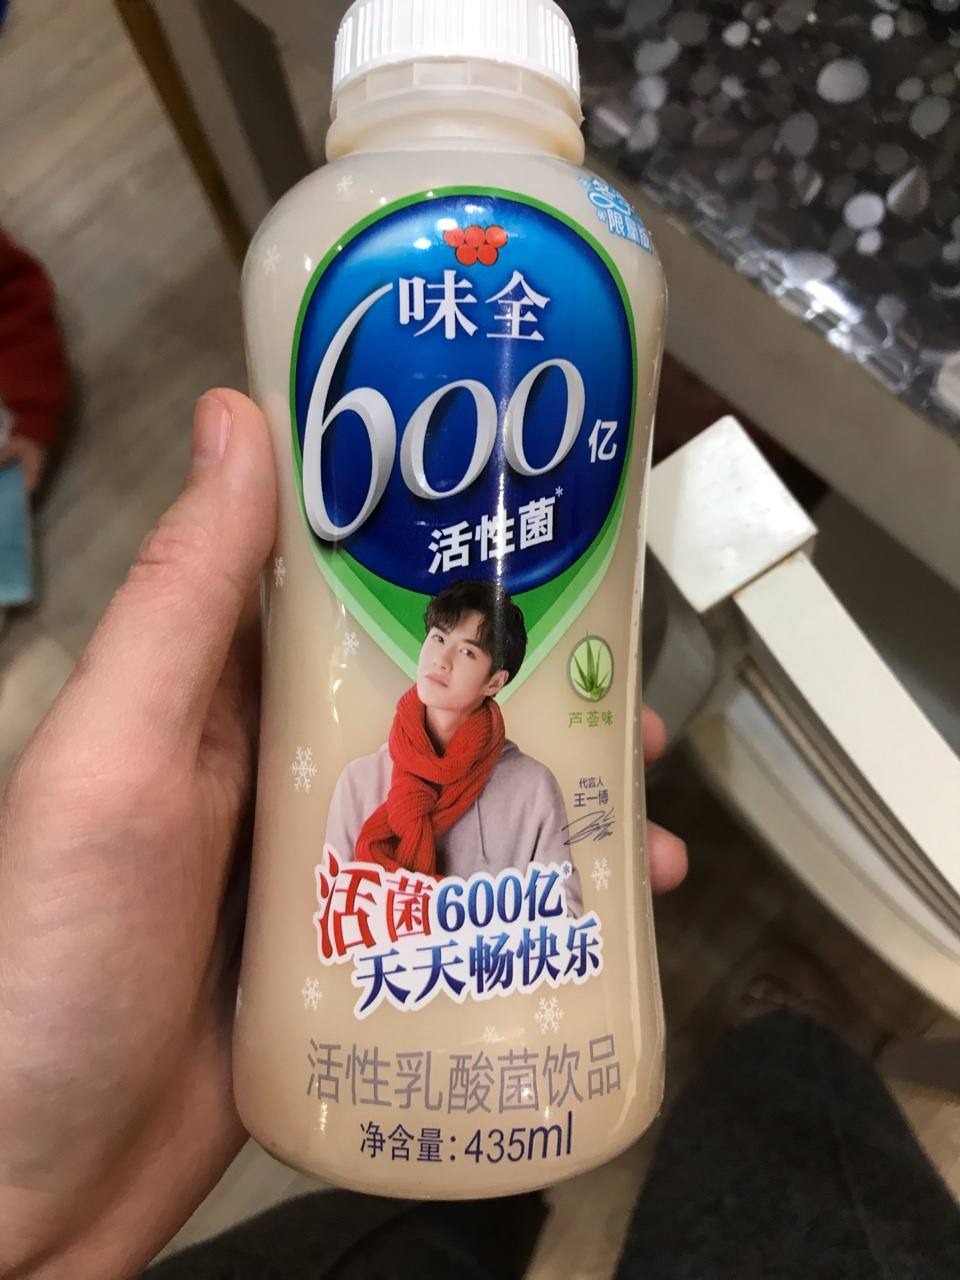 限量版
味全
600亿
活性菌*
芦荟味
代言人
王一博
活菌600亿*
天天畅快乐
活性乳酸菌饮品
净含量:435ml